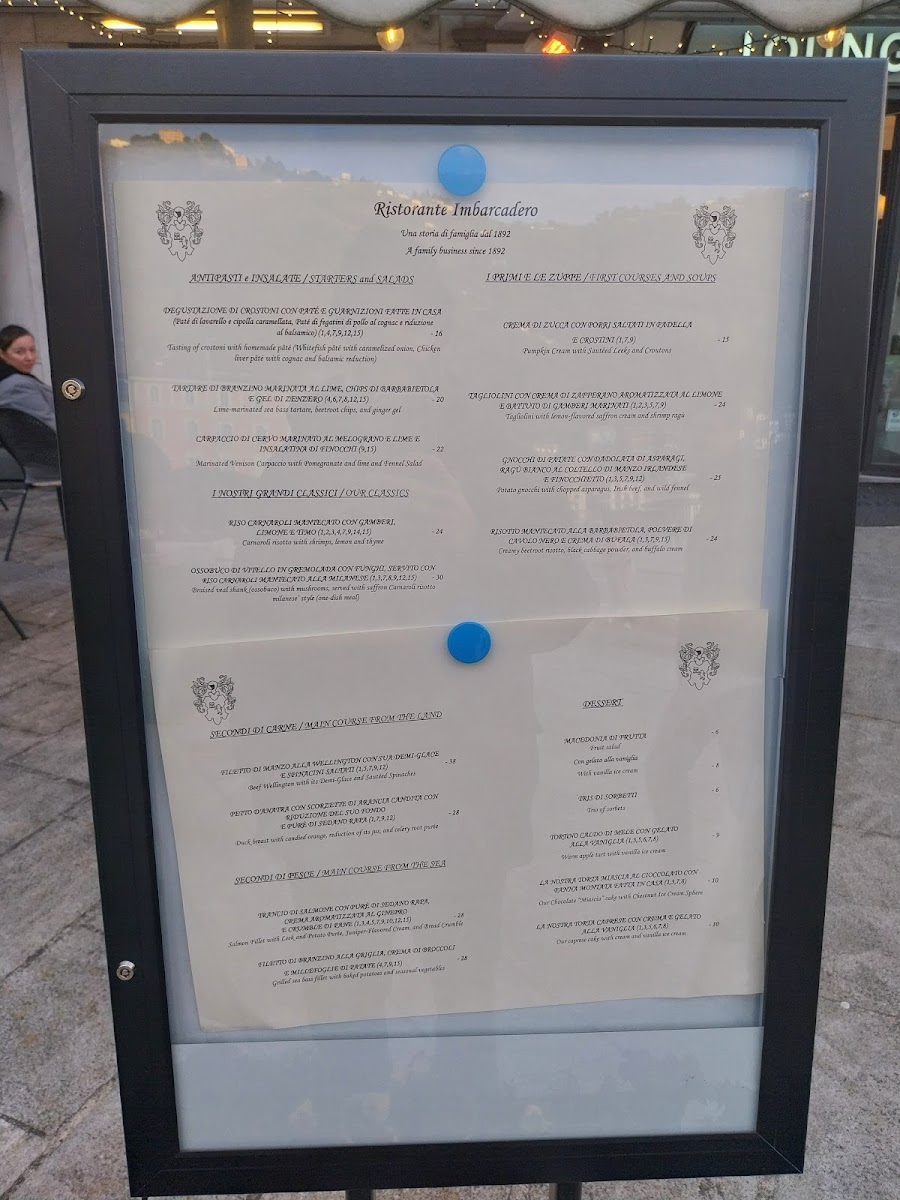 LOUNG
Ristorante Imbarcadero
Una storia di famiglia dal 1892
A family business since 1892
ANTIPASTI e INSALATE / STARTERS and SALADS
DEGUSTAZIONE DI CROSTONI CON PATÉ E GUARNIZIONI FATTE IN CASA
(Paté di lavarello e cipolla caramellata, Paté di fegatini di pollo al cognac e riduzione
al balsamico) (1,4,7,9,12,15) - 16
Tasting of crostoni with homemade pâté (Whitefish pâté with caramelized onion, Chicken
liver pâté with cognac and balsamic reduction)
TARTARE DI BRANZINO MARINATA AL LIME, CHIPS DI BARBABIETOLA
E GEL DI ZENZERO (4,6,7,8,12,15) - 20
Lime-marinated sea bass tartare, beetroot chips, and ginger gel
CARPACCIO DI CERVO MARINATO AL MELOGRANO E LIME E
INSALATINA DI FINOCCHI (9,15) - 22
Marinated Venison Carpaccio with Pomegranate and lime and Fennel Salad
I NOSTRI GRANDI CLASSICI / OUR CLASSICS
RISO CARNAROLI MANTECATO CON GAMBERI,
LIMONE E TIMO (1,2,3,4,7,9,14,15) - 24
Carnaroli risotto with shrimps, lemon and thyme
OSSOBUCO DI VITELLO IN GREMOLADA CON FUNGHI, SERVITO CON
RISO CARNAROLI MANTECATO ALLA MILANESE (1,3,7,8,9,12,15) - 30
Braised veal shank (ossobuco) with mushrooms, served with saffron Carnaroli risotto
milanese' style (one-dish meal)
I PRIMI E LE ZUPPE / FIRST COURSES AND SOUPS
CREMA DI ZUCCA CON PORRI SALTATI IN PADELLA
E CROSTINI (1,7,9) - 15
Pumpkin Cream with Sautéed Leeks and Croutons
TAGLIOLINI CON CREMA DI ZAFFERANO AROMATIZZATA AL LIMONE
E BATTUTO DI GAMBERI MARINATI (1,2,3,5,7,9) - 24
Tagliolini with lemon-flavored saffron cream and shrimp ragù
GNOCCHI DI PATATE CON DADOLATA DI ASPARAGI,
RAGÙ BIANCO AL COLTELLO DI MANZO IRLANDESE
E FINOCCHIETTO (1,3,5,7,9,12) - 25
Potato gnocchi with chopped asparagus, Irish beef, and wild fennel
RISOTTO MANTECATO ALLA BARBABIETOLA, POLVERE DI
CAVOLO NERO E CREMA DI BUFALA (1,3,5,7,9,15) - 24
Creamy beetroot risotto, black cabbage powder, and buffalo cream
SECONDI DI CARNE / MAIN COURSE FROM THE LAND
FILETTO DI MANZO ALLA WELLINGTON CON SUA DEMI-GLACE
E SPINACINI SALTATI (1,3,5,7,9,12) - 38
Beef Wellington with its Demi-Glace and Sautéed Spinaches
PETTO D'ANATRA CON SCORZETTE DI ARANCIA CANDITA CON
RIDUZIONE DEL SUO FONDO
E PURÈ DI SEDANO RAPA (1,7,9,12) - 28
Duck breast with candied orange, reduction of its jus, and celery root purée
SECONDI DI PESCE / MAIN COURSE FROM THE SEA
TRANCIO DI SALMONE CON PURÈ DI SEDANO RAPA,
CREMA AROMATIZZATA AL GINEPRO
E CRUMBLE DI PANE (1,3,4,5,7,9,10,12,15) - 28
Salmon Fillet with Leek and Potato Purée, Juniper-Flavored Cream, and Bread Crumble
FILETTO DI BRANZINO ALLA GRIGLIA, CREMA DI BROCCOLI
E MILLEFOGLIE DI PATATE (4,7,9,15) - 28
Grilled sea bass fillet with baked potatoes and seasonal vegetables
DESSERT
MACEDONIA DI FRUTTA - 6
Fruit salad
Con gelato alla vaniglia - 8
With vanilla ice cream
TRIS DI SORBETTI - 6
Trio of sorbets
TORTINO CALDO DI MELE CON GELATO - 9
ALLA VANIGLIA (1,3,5,6,7,8)
Warm apple tart with vanilla ice cream
LA NOSTRA TORTA MIASCIA AL CIOCCOLATO CON - 10
PANNA MONTATA FATTA IN CASA (1,3,7,8)
Our Chocolate "Miascia" cake with Chestnut Ice Cream Sphere
LA NOSTRA TORTA CAPRESE CON CREMA E GELATO - 10
ALLA VANIGLIA (1,3,5,6,7,8)
Our caprese cake with cream and vanilla ice cream